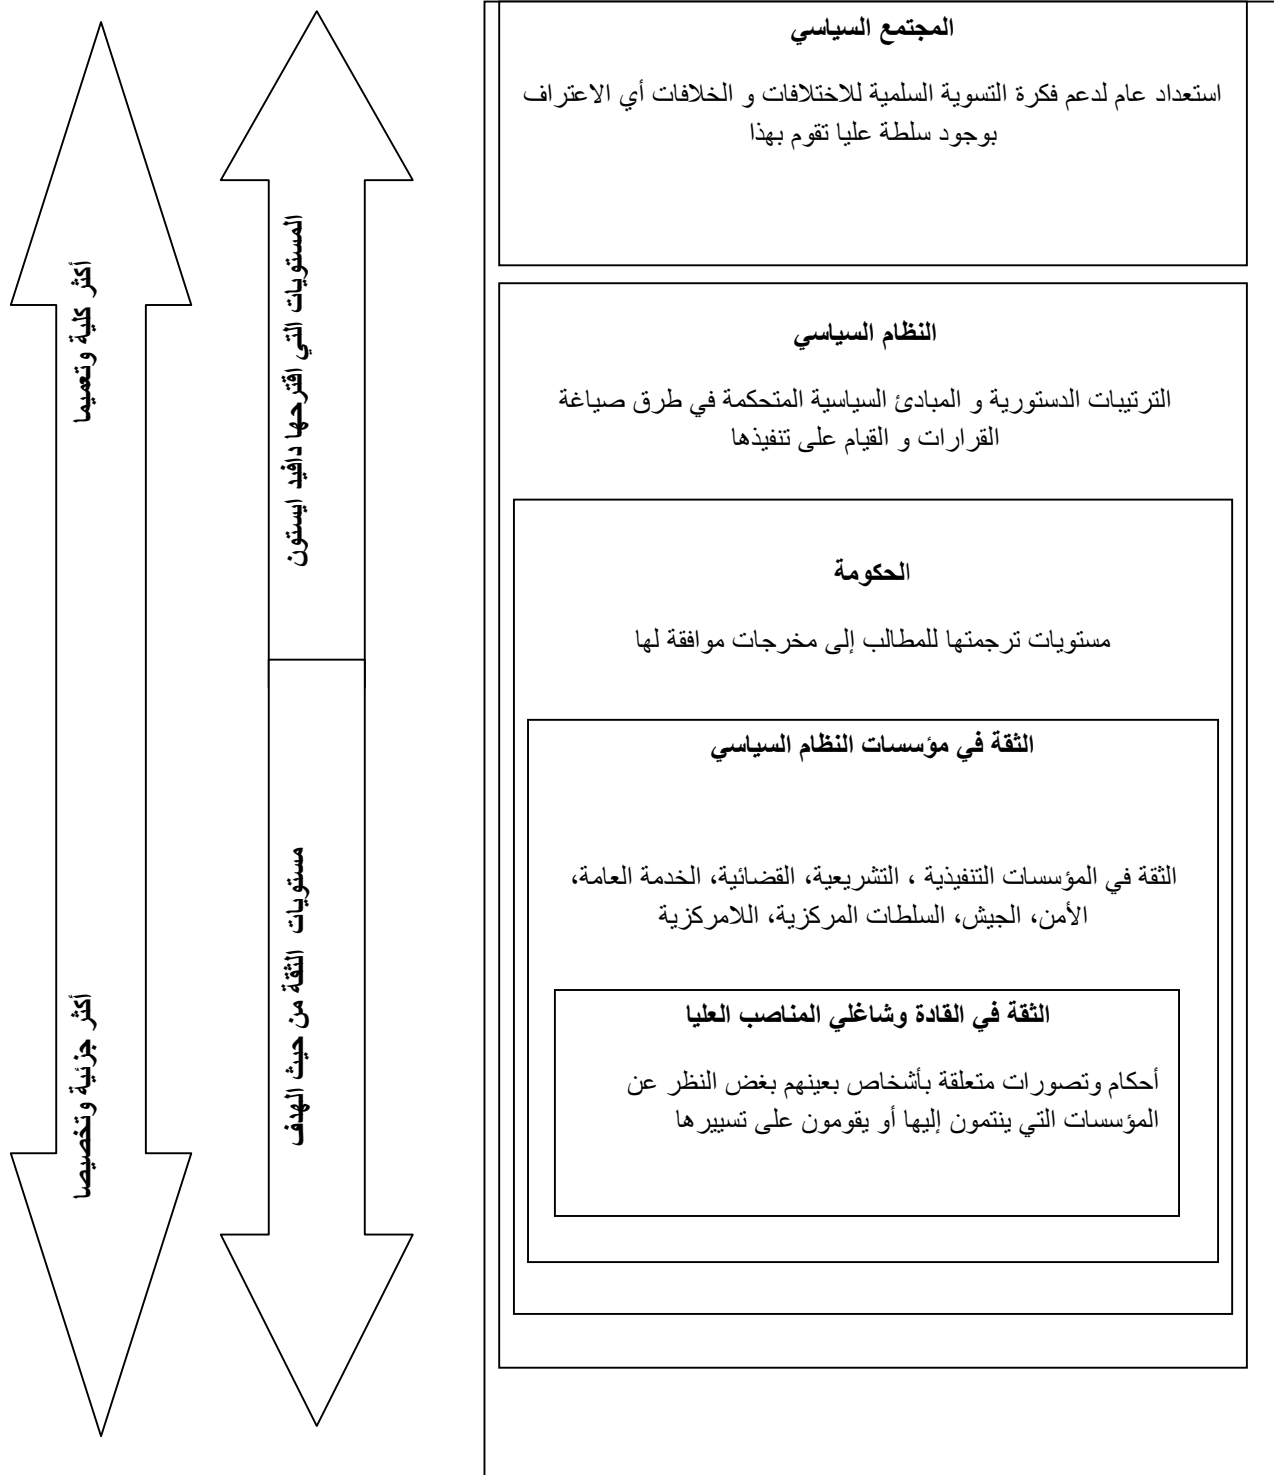 المجتمع السياسي
استعداد عام لدعم فكرة التسوية السلمية للاختلافات و الخلافات أي الاعتراف
بوجود سلطة عليا تقوم بهذا
النظام السياسي
الترتيبات الدستورية و المبادئ السياسية المتحكمة في طرق صياغة
القرارات و القيام على تنفيذها
الحكومة
مستويات ترجمتها للمطالب إلى مخرجات موافقة لها
الثقة في مؤسسات النظام السياسي
الثقة في المؤسسات التنفيذية ، التشريعية، القضائية، الخدمة العامة،
الأمن، الجيش، السلطات المركزية، اللامركزية
الثقة في القادة وشاغلي المناصب العليا
أحكام وتصورات متعلقة بأشخاص بعينهم بغض النظر عن
المؤسسات التي ينتمون إليها أو يقومون على تسييرها
المستويات التي اقترحها دافيد ايستون
مستويات الثقة من حيث الهدف
أكثر كلية وتعميما
أكثر جزئية وتخصيصا